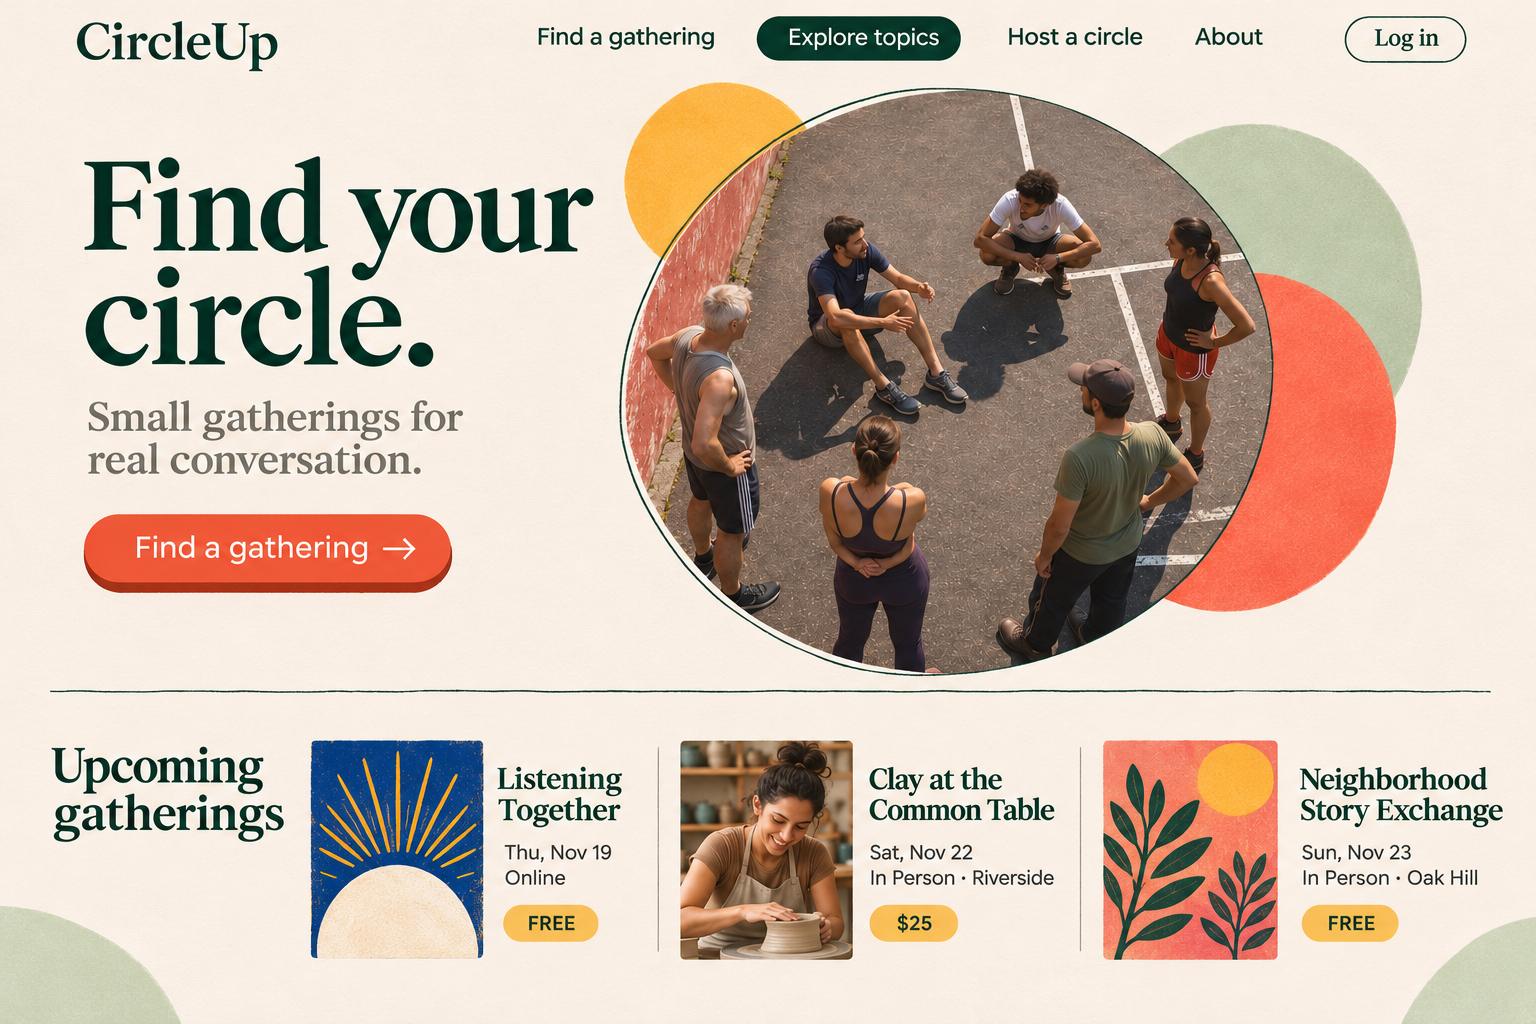 CircleUp
Find a gathering
Explore topics
Host a circle
About
Log in
Find your
circle.
Small gatherings for
real conversation.
Find a gathering →
Upcoming
gatherings
Listening
Together
Thu, Nov 19
Online
FREE
Clay at the
Common Table
Sat, Nov 22
In Person • Riverside
$25
Neighborhood
Story Exchange
Sun, Nov 23
In Person • Oak Hill
FREE